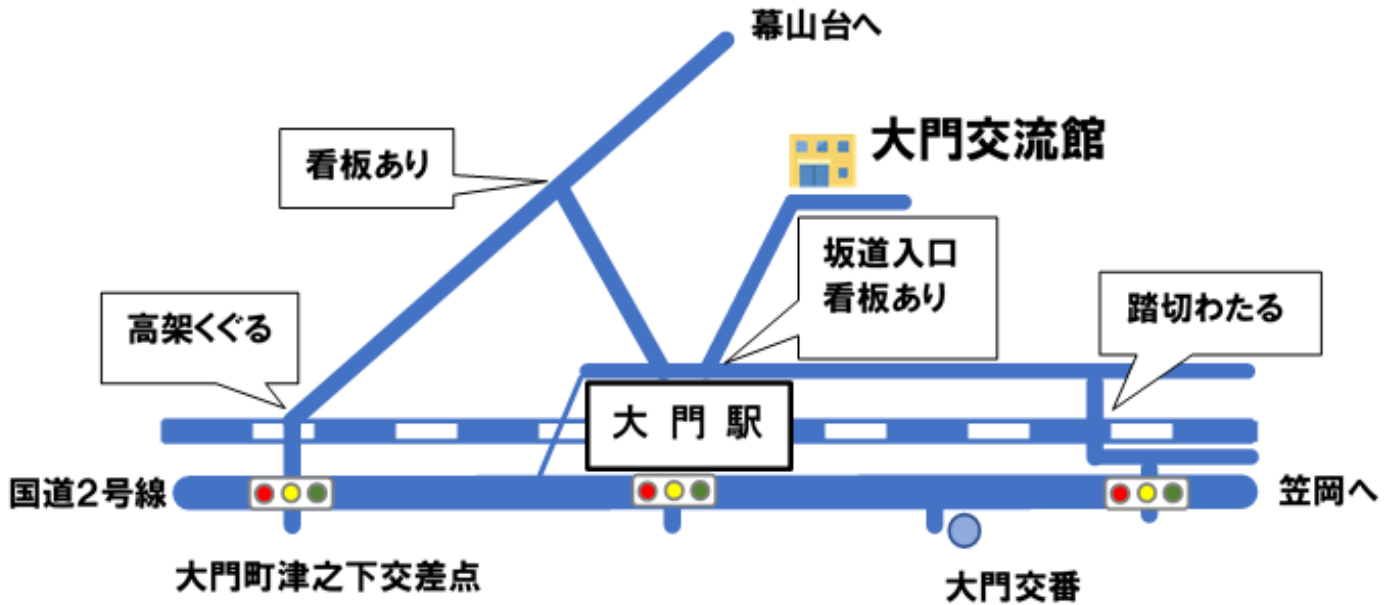 幕山台へ
大門交流館
看板あり
坂道入口
看板あり
高架くぐる
踏切わたる
大門駅
国道2号線
笠岡へ
大門町津之下交差点
大門交番